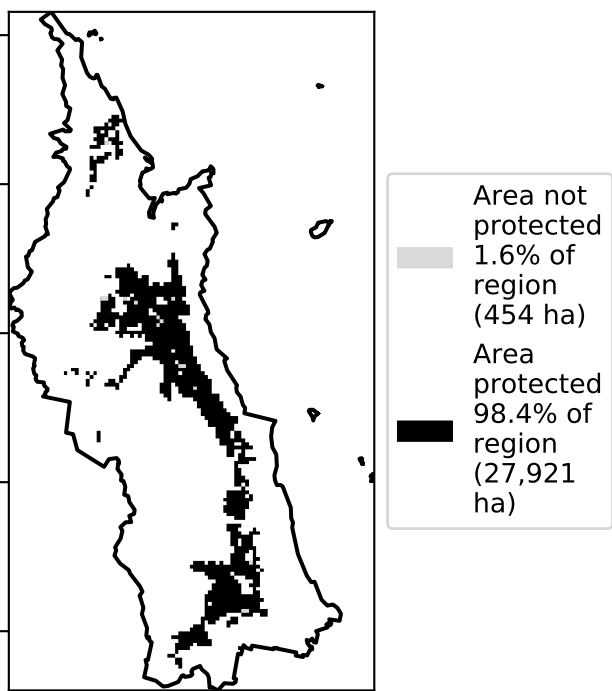 Area not
protected
1.6% of
region
(454 ha)
Area
protected
98.4% of
region
(27,921
ha)